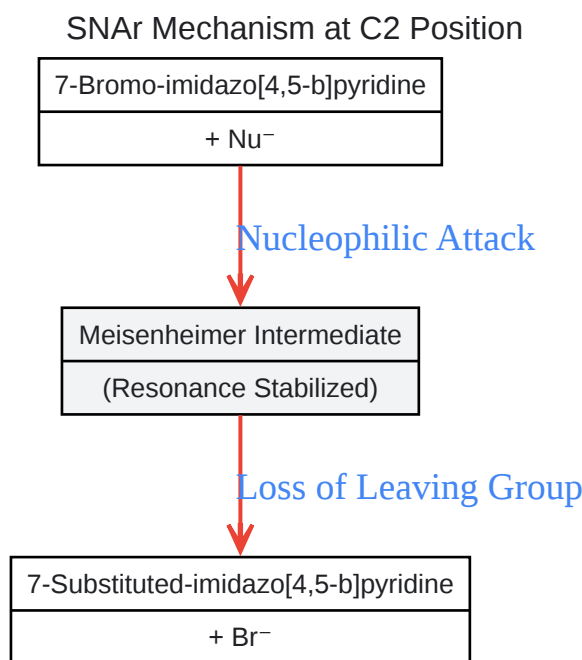 SNAr Mechanism at C2 Position
7-Bromo-imidazo[4,5-b]pyridine
+ Nu⁻
Nucleophilic Attack
Meisenheimer Intermediate
(Resonance Stabilized)
Loss of Leaving Group
7-Substituted-imidazo[4,5-b]pyridine
+ Br⁻